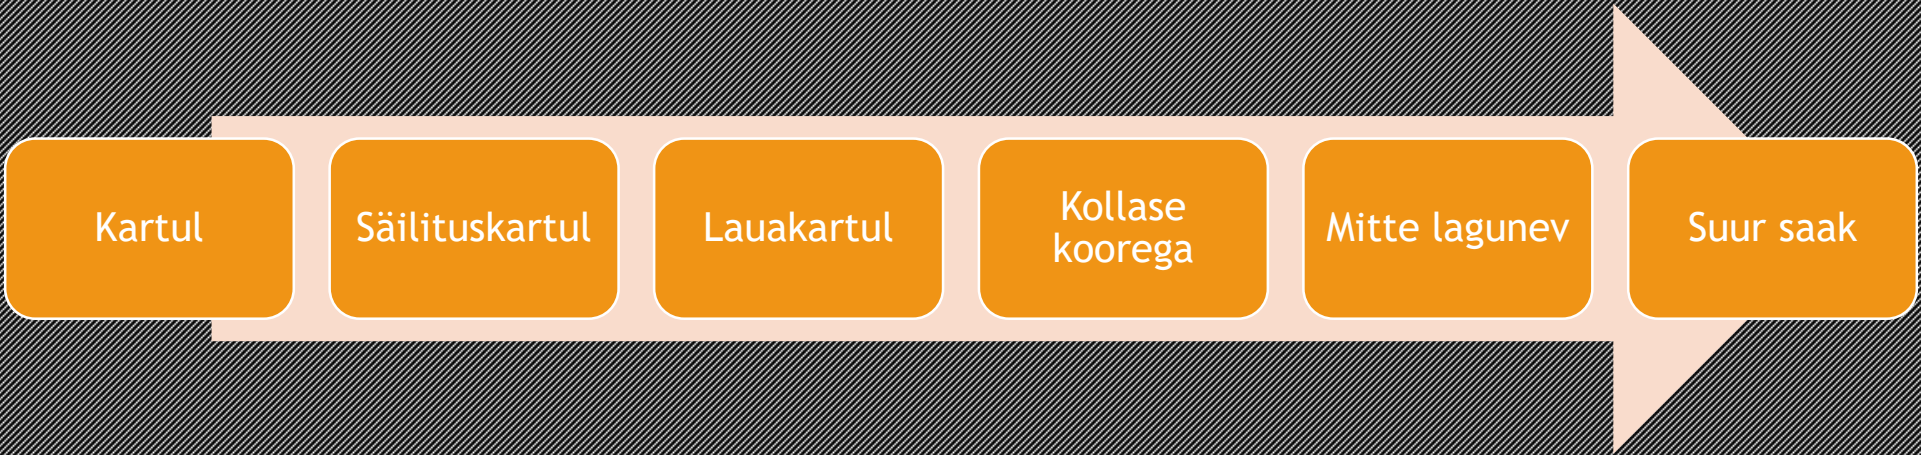 Kartul
Säilituskartul
Lauakartul
Kollase
koorega
Mitte lagunev
Suur saak